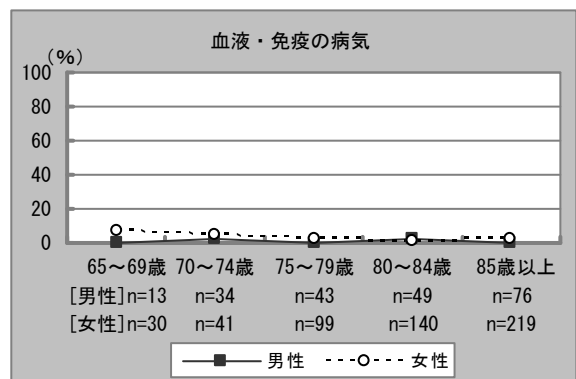 血液・免疫の病気
(%)
100
80
60
40
20
0
65～69歳 70～74歳 75～79歳 80～84歳 85歳以上
[男性]n=13 n=34 n=43 n=49 n=76
[女性]n=30 n=41 n=99 n=140 n=219
男性 女性